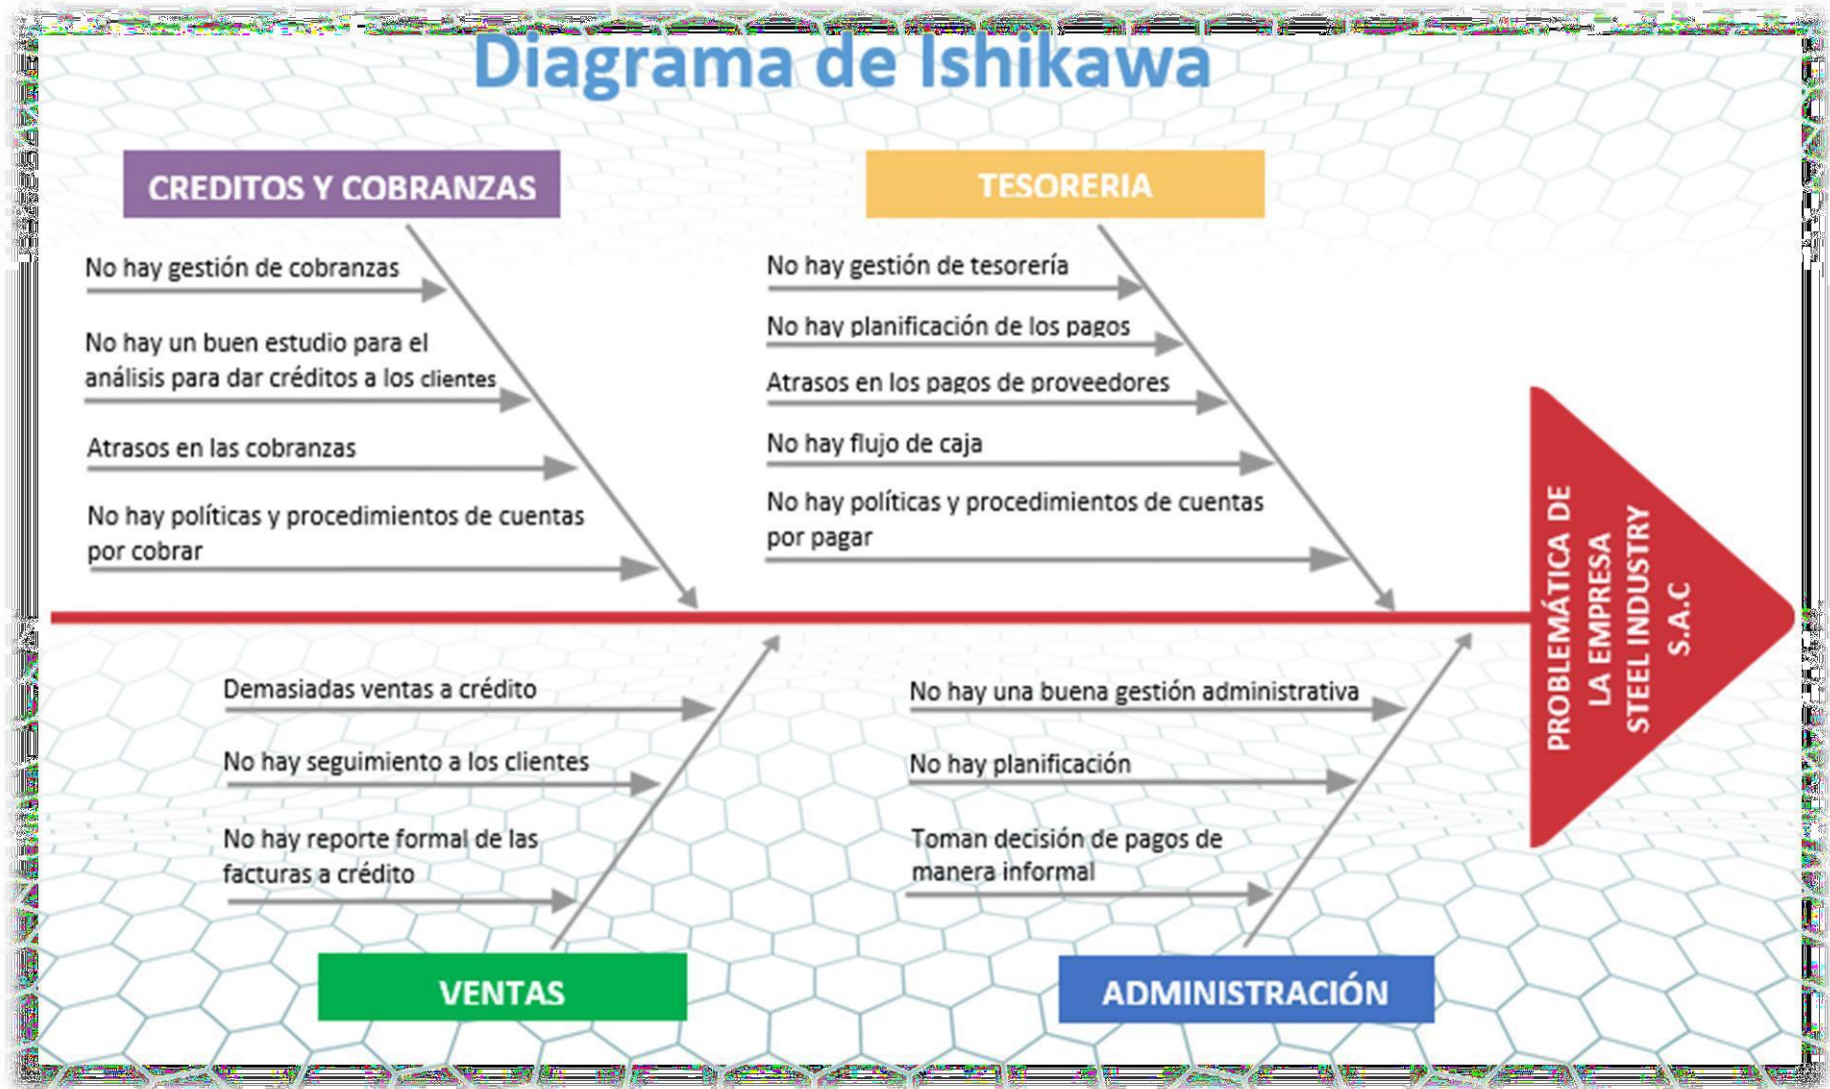 Diagrama de Ishikawa
CREDITOS Y COBRANZAS
No hay gestión de cobranzas
No hay un buen estudio para el
análisis para dar créditos a los clientes
Atrasos en las cobranzas
No hay políticas y procedimientos de cuentas
por cobrar
TESORERIA
No hay gestión de tesorería
No hay planificación de los pagos
Atrasos en los pagos de proveedores
No hay flujo de caja
No hay políticas y procedimientos de cuentas
por pagar
PROBLEMÁTICA DE
LA EMPRESA
STEEL INDUSTRY
S.A.C
Demasiadas ventas a crédito
No hay seguimiento a los clientes
No hay reporte formal de las
facturas a crédito
VENTAS
No hay una buena gestión administrativa
No hay planificación
Toman decisión de pagos de
manera informal
ADMINISTRACIÓN